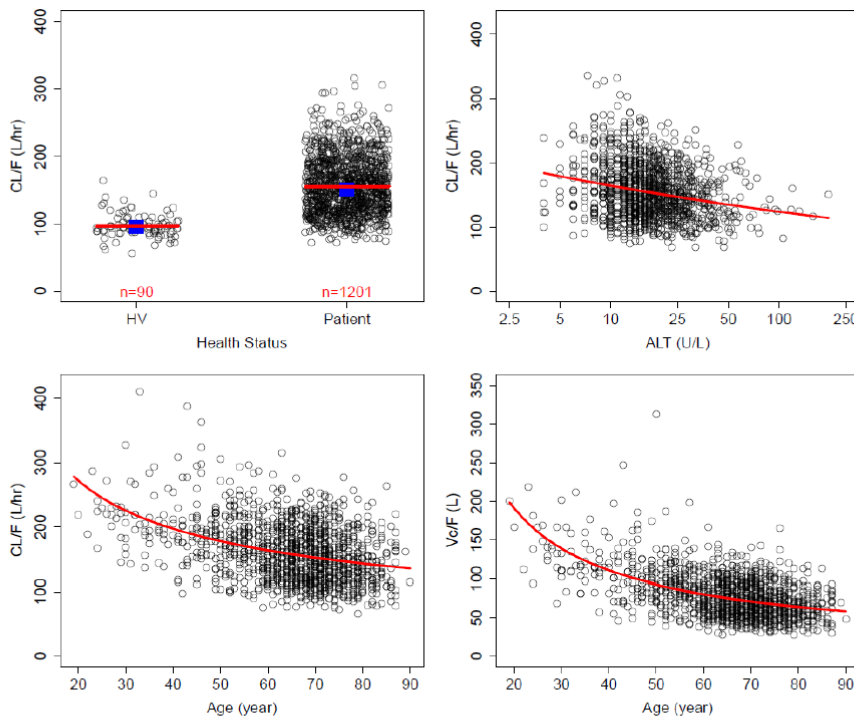 CL/F (L/hr)
400
300
200
100
0
n=90
n=1201
HV
Patient
Health Status
CL/F (L/hr)
400
300
200
100
0
2.5 5 10 25 50 100 250
ALT (U/L)
CL/F (L/hr)
400
300
200
100
0
20 30 40 50 60 70 80 90
Age (year)
Vc/F (L)
350
300
250
200
150
100
50
0
20 30 40 50 60 70 80 90
Age (year)